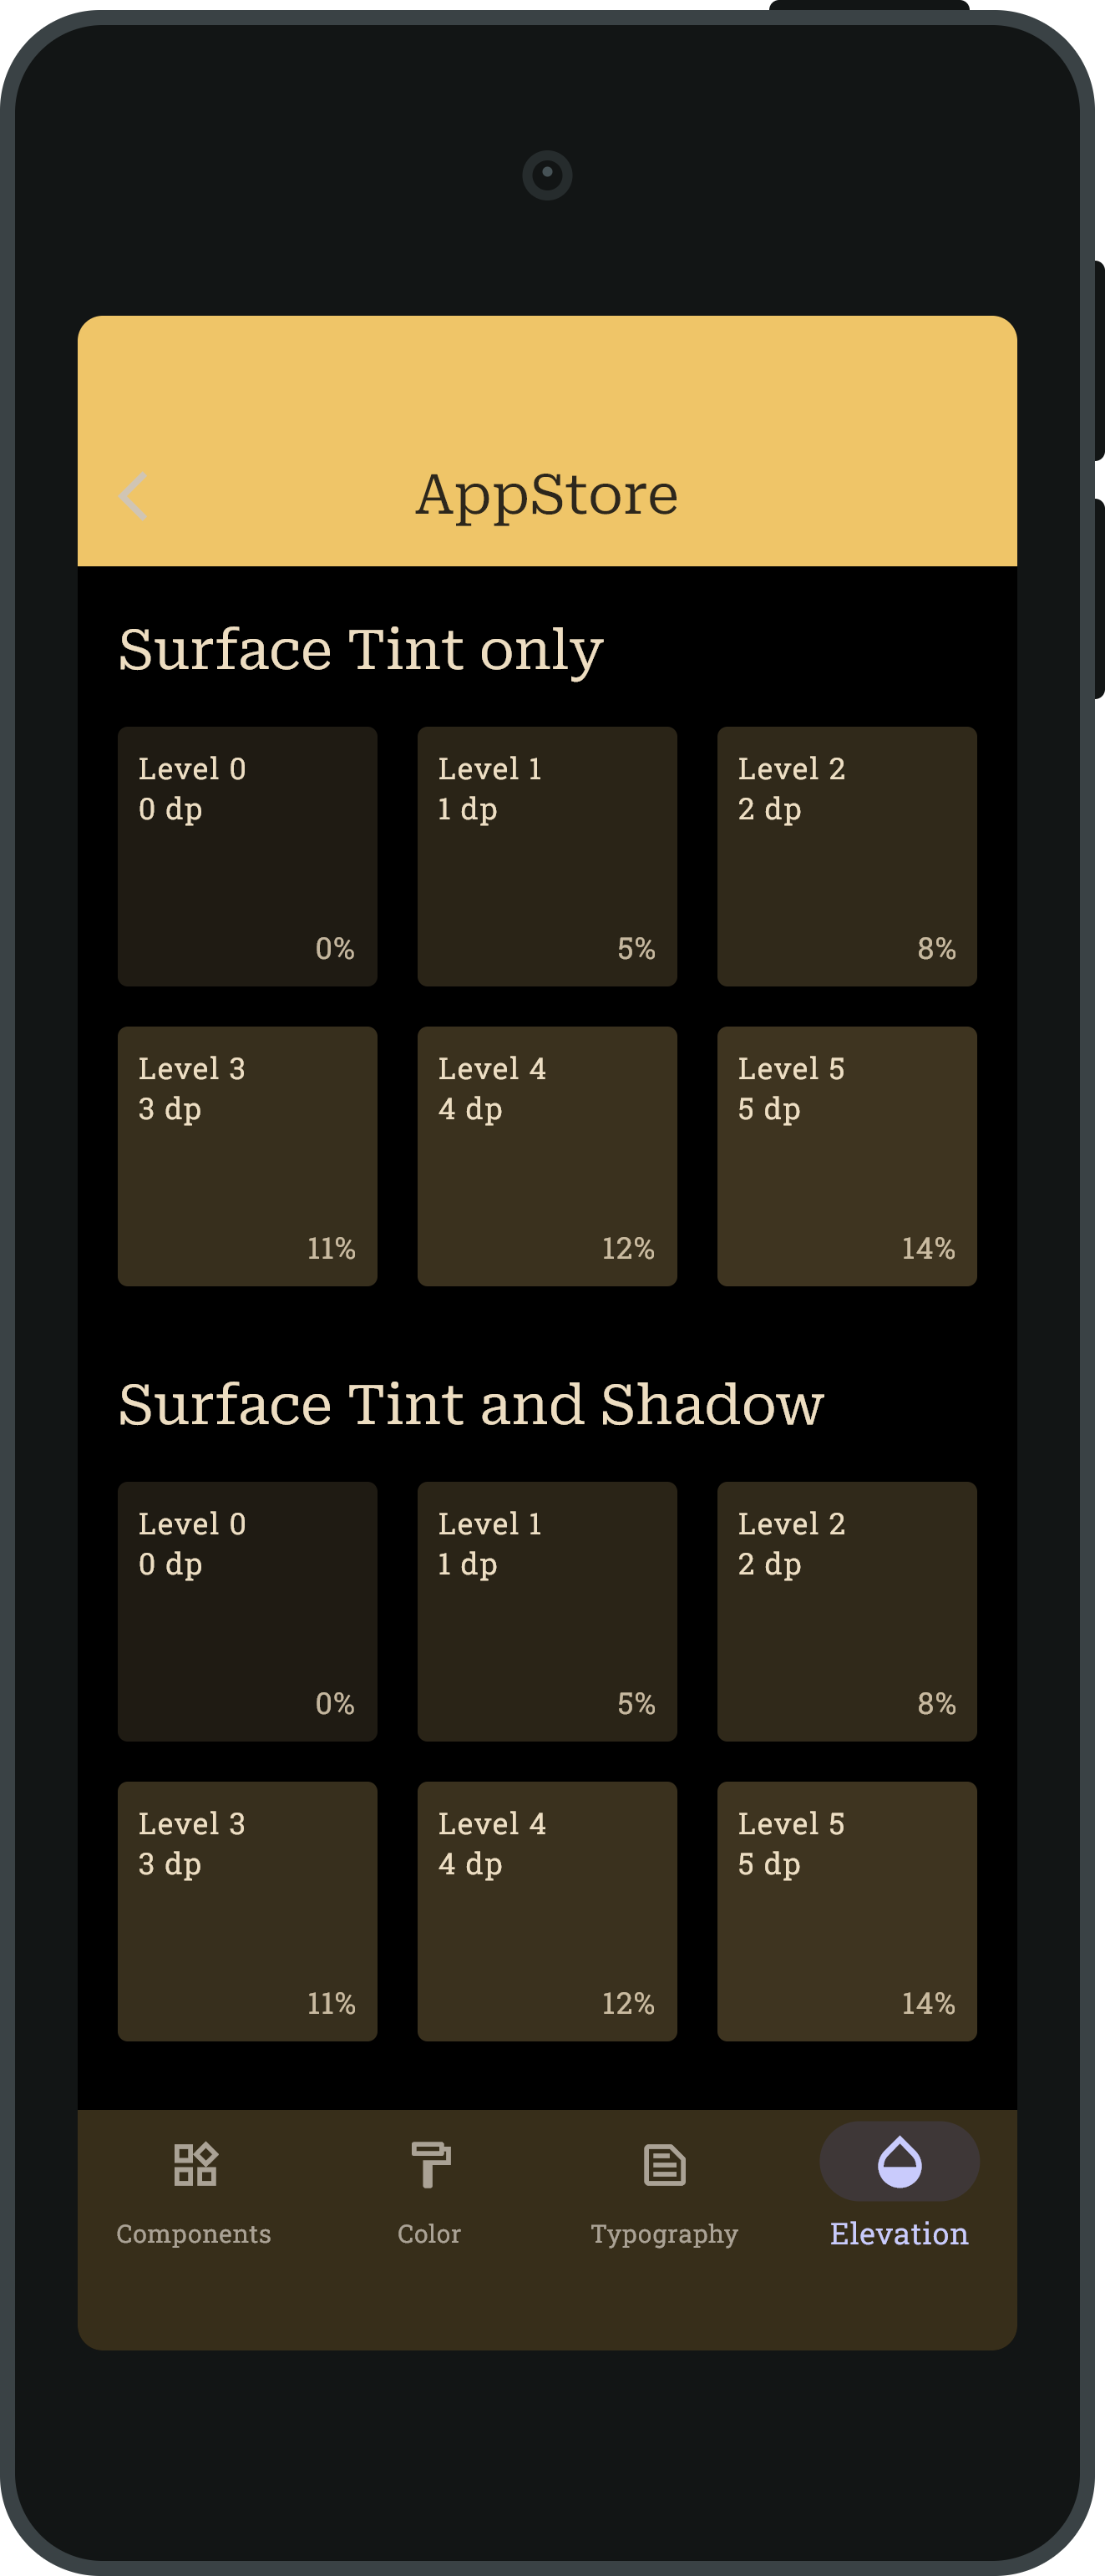 AppStore
Surface Tint only
Level 0
0 dp
0%
Level 1
1 dp
5%
Level 2
2 dp
8%
Level 3
3 dp
11%
Level 4
4 dp
12%
Level 5
5 dp
14%
Surface Tint and Shadow
Level 0
0 dp
0%
Level 1
1 dp
5%
Level 2
2 dp
8%
Level 3
3 dp
11%
Level 4
4 dp
12%
Level 5
5 dp
14%
Components
Color
Typography
Elevation